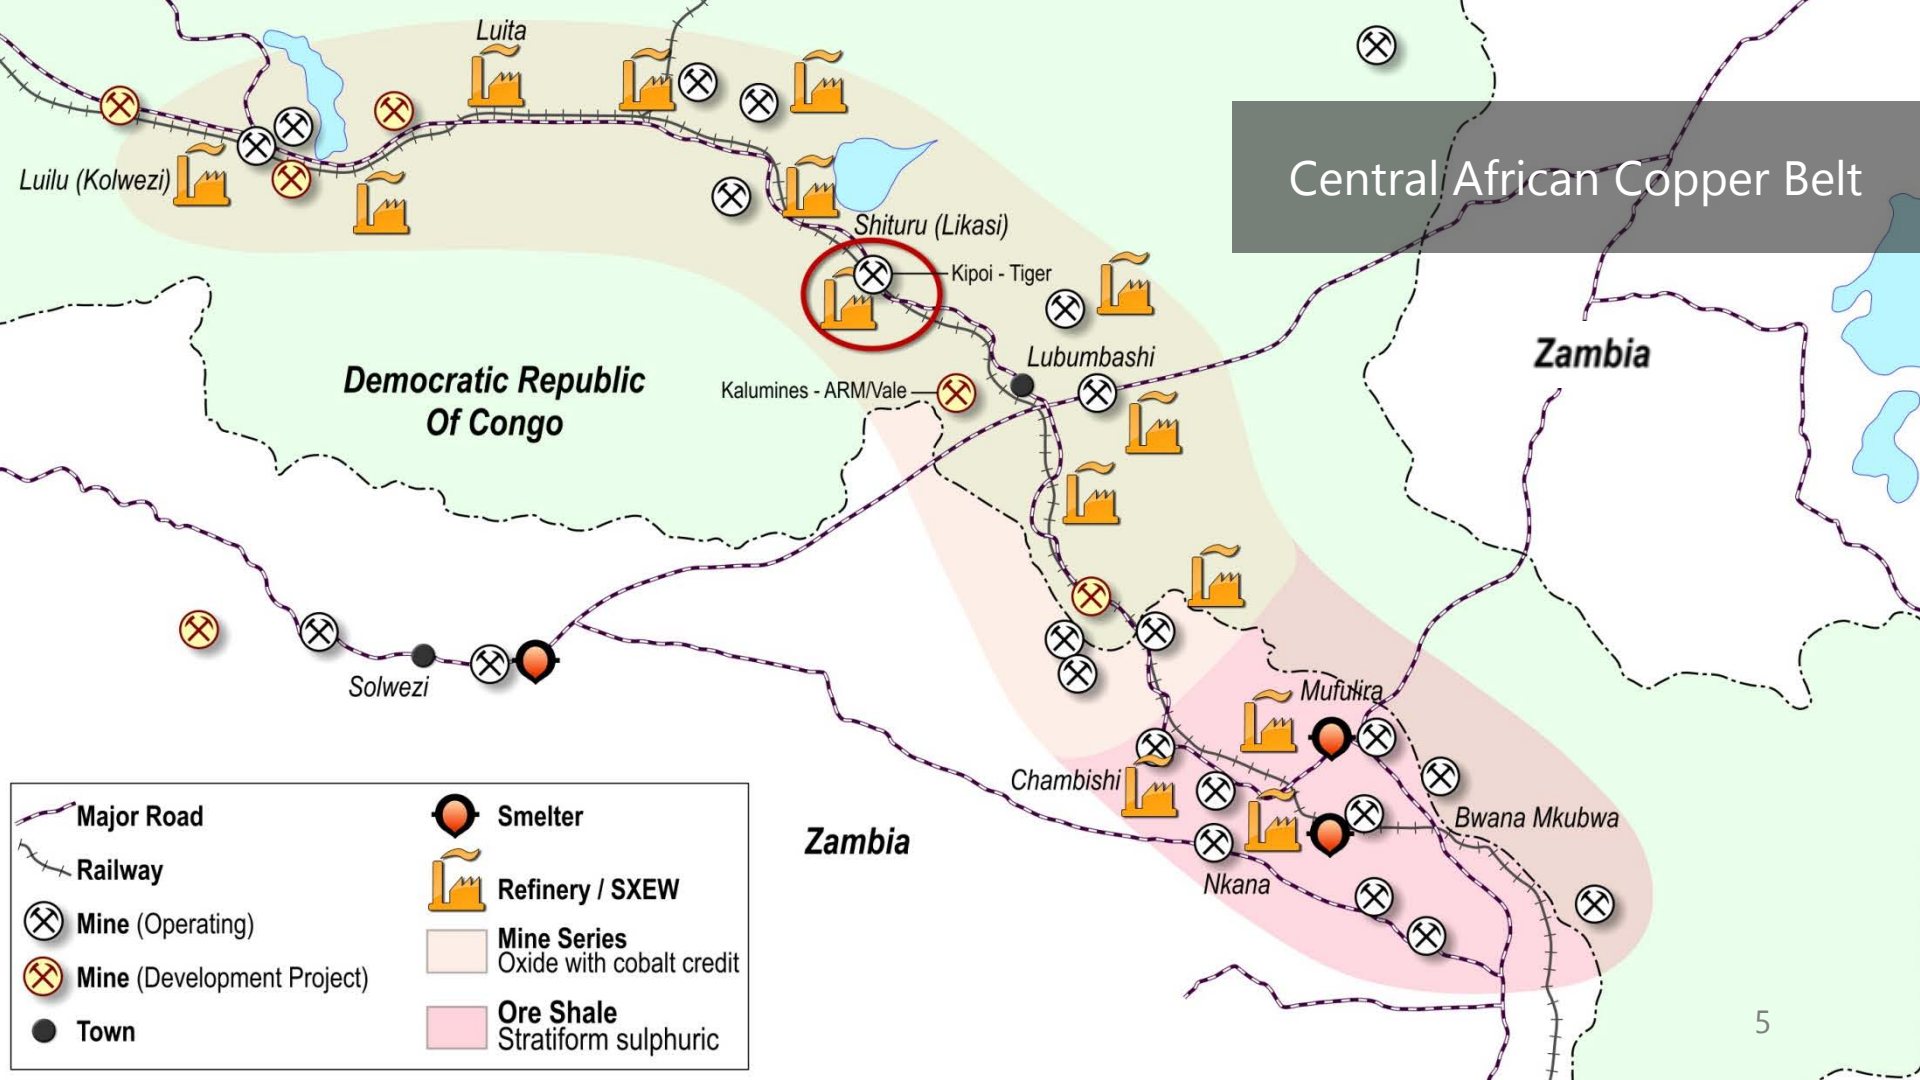 Luita
Central African Copper Belt
Luilu (Kolwezi)
Shituru (Likasi)
Kipoi - Tiger
Zambia
Lubumbashi
Democratic Republic
Of Congo
Kalumines - ARM/Vale
Solwezi
Mufulira
Chambishi
Bwana Mkubwa
Zambia
Nkana
Major Road
Railway
Mine (Operating)
Mine (Development Project)
Town
Smelter
Refinery / SXEW
Mine Series
Oxide with cobalt credit
Ore Shale
Stratiform sulphuric
5